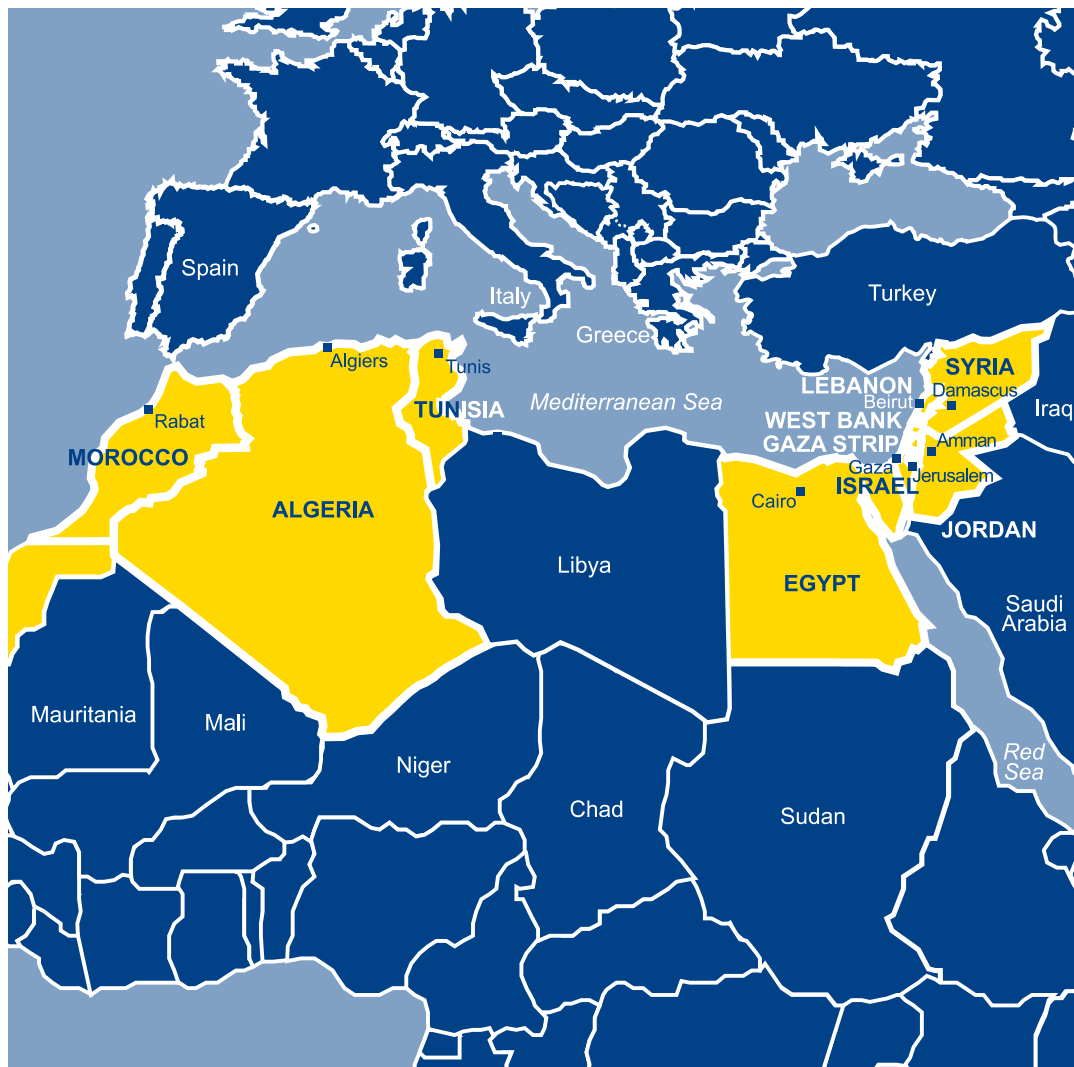 Spain
Italy
Greece
Turkey
Algiers
Tunis
SYRIA
LEBANON
Damascus
Beirut
Mediterranean Sea
TUNISIA
Rabat
WEST BANK
Iraq
GAZA STRIP
Amman
MOROCCO
Gaza
Jerusalem
ISRAEL
Cairo
ALGERIA
JORDAN
Libya
EGYPT
Saudi
Arabia
Mauritania
Mali
Niger
Red
Sea
Chad
Sudan